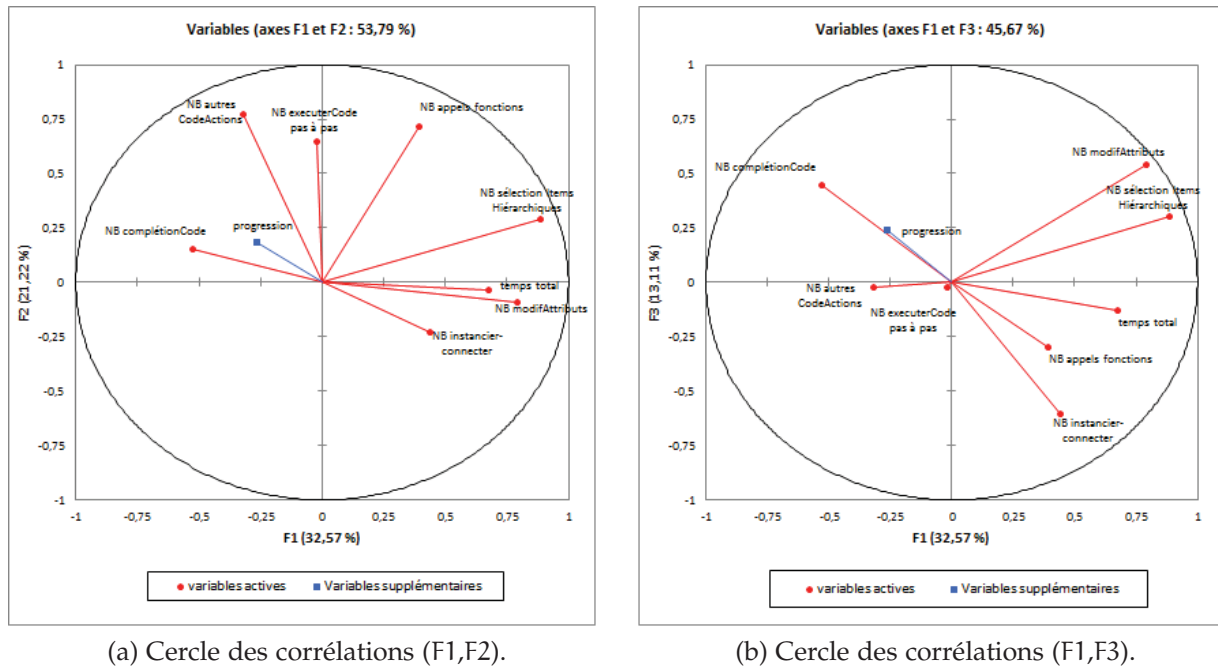 Variables (axes F1 et F2 : 53,79 %)
1
0,75
0,5
0,25
0
-0,25
-0,5
-0,75
-1
F2 (21,22 %)
NB autres
CodeActions
NB executerCode
pas à pas
NB appels fonctions
NB sélection items
Hiérarchiques
progression
NB complétionCode
temps total
NB modifAttributs
NB instancier-
connecter
-1
-0,75
-0,5
-0,25
0
0,25
0,5
0,75
1
F1 (32,57 %)
variables actives
Variables supplémentaires
(a) Cercle des corrélations (F1,F2).
Variables (axes F1 et F3 : 45,67 %)
1
0,75
0,5
0,25
0
-0,25
-0,5
-0,75
-1
F3 (13,11 %)
NB modifAttributs
NB complétionCode
NB sélection items
Hiérarchiques
progression
NB autres
CodeActions
NB executerCode
pas à pas
temps total
NB appels fonctions
NB instancier-
connecter
-1
-0,75
-0,5
-0,25
0
0,25
0,5
0,75
1
F1 (32,57 %)
variables actives
Variables supplémentaires
(b) Cercle des corrélations (F1,F3).